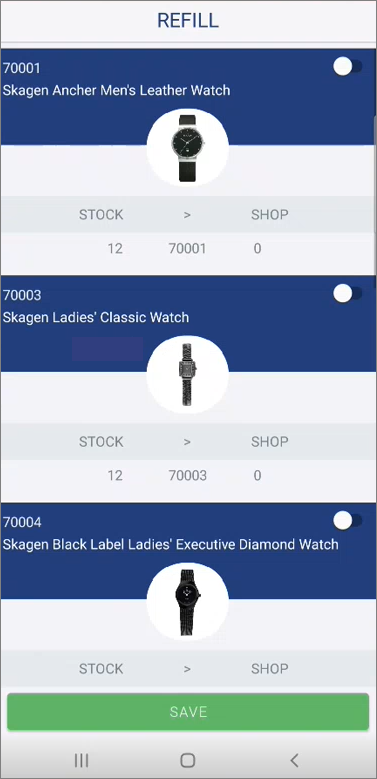 REFILL
70001
Skagen Ancher Men's Leather Watch
STOCK > SHOP
12 70001 0
70003
Skagen Ladies' Classic Watch
STOCK > SHOP
12 70003 0
70004
Skagen Black Label Ladies' Executive Diamond Watch
STOCK > SHOP
SAVE